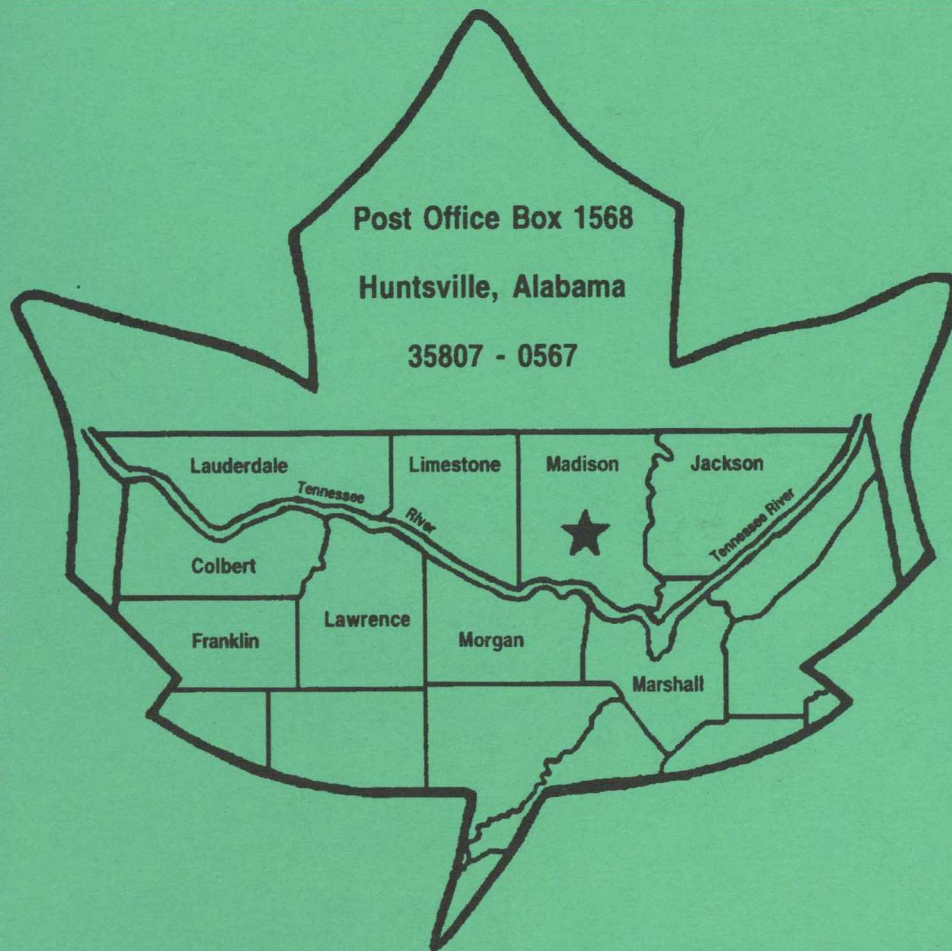 Post Office Box 1568
Huntsville, Alabama
35807 - 0567
Lauderdale
Limestone
Madison
Jackson
Tennessee
River
Tennessee River
Colbert
Lawrence
Franklin
Morgan
Marshall